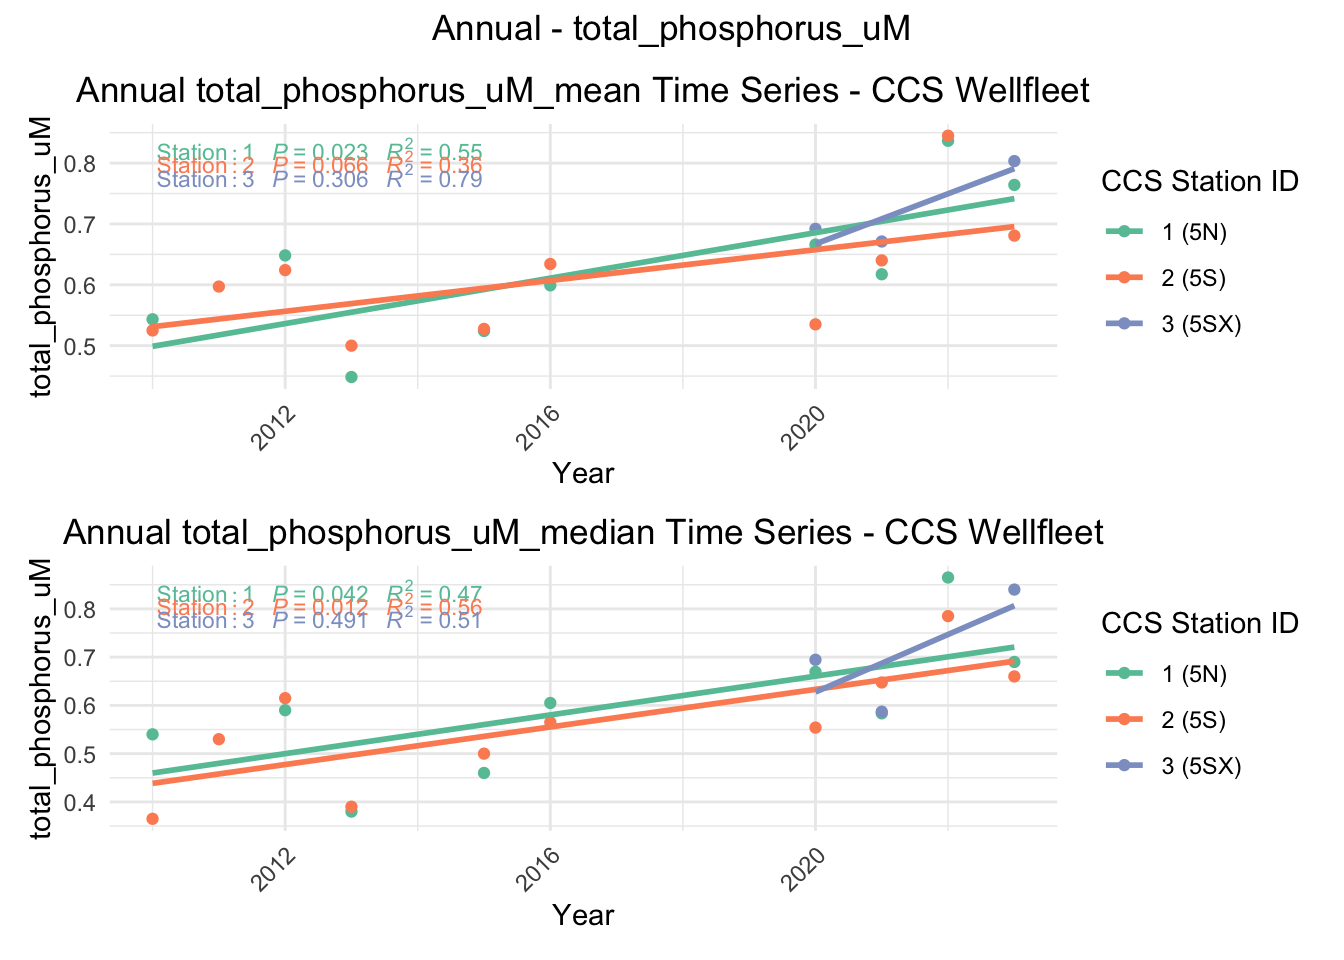 Annual - total_phosphorus_uM
Annual total_phosphorus_uM_mean Time Series - CCS Wellfleet
total_phosphorus_uM
0.8
0.7
0.6
0.5
Station : 1 P = 0.023 R² = 0.55
Station : 2 P = 0.066 R² = 0.36
Station : 3 P = 0.306 R² = 0.79
2012
2016
2020
Year
CCS Station ID
1 (5N)
2 (5S)
3 (5SX)
Annual total_phosphorus_uM_median Time Series - CCS Wellfleet
total_phosphorus_uM
0.8
0.7
0.6
0.5
0.4
Station : 1 P = 0.042 R² = 0.47
Station : 2 P = 0.012 R² = 0.56
Station : 3 P = 0.491 R² = 0.51
2012
2016
2020
Year
CCS Station ID
1 (5N)
2 (5S)
3 (5SX)